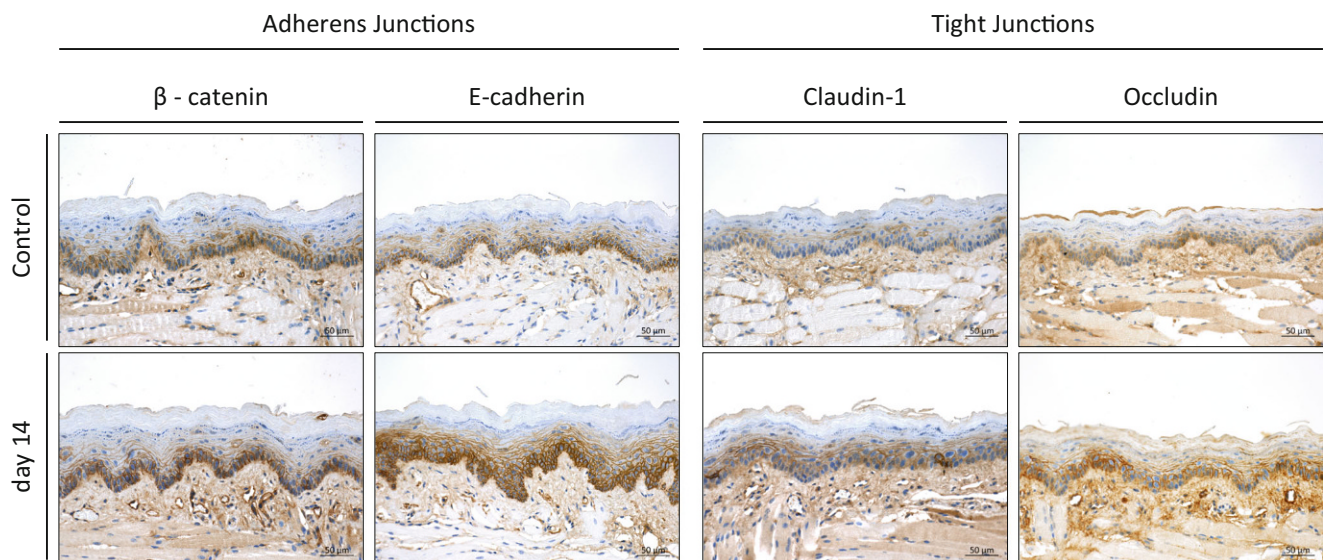 Adherens Junctions
Tight Junctions
β - catenin
E-cadherin
Claudin-1
Occludin
Control
50 µm
50 µm
50 µm
50 µm
day 14
50 µm
50 µm
50 µm
50 µm